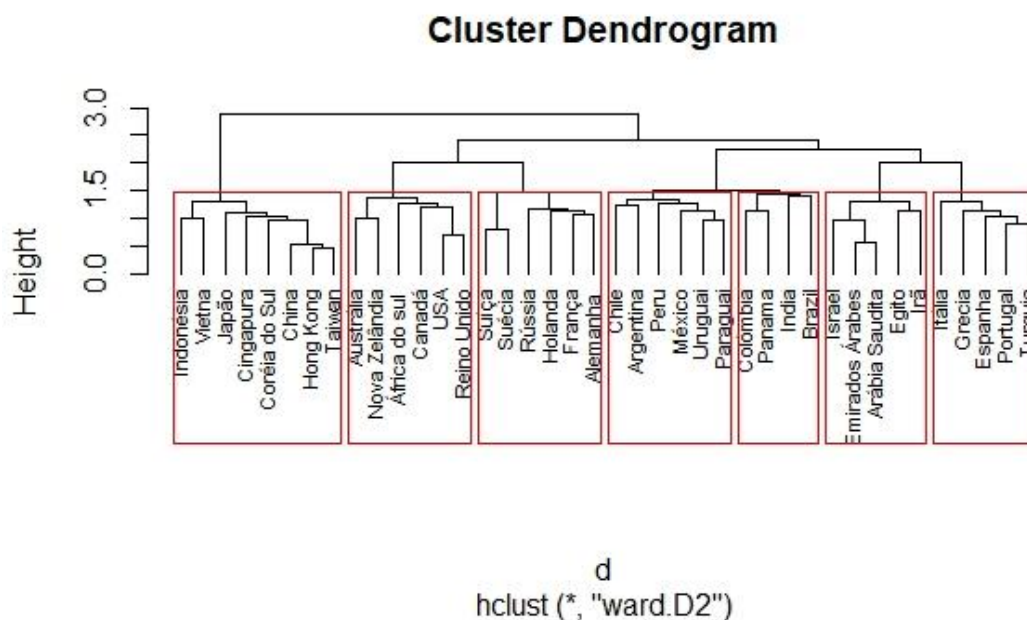 Cluster Dendrogram
Height
0.0
1.5
3.0
Indonésia
Vietna
Japão
Cingapura
Coréia do Sul
China
Hong Kong
Taiwan
Austrália
Nova Zelândia
África do sul
Canadá
USA
Reino Unido
Suíça
Suécia
Rússia
Holanda
França
Alemanha
Chile
Argentina
Peru
México
Uruguai
Paraguai
Colômbia
Panama
India
Brazil
Israel
Emirados Árabes
Arábia Saudita
Egito
Irã
Itália
Grecia
Espanha
Portugal
d
hclust (*, "ward.D2")